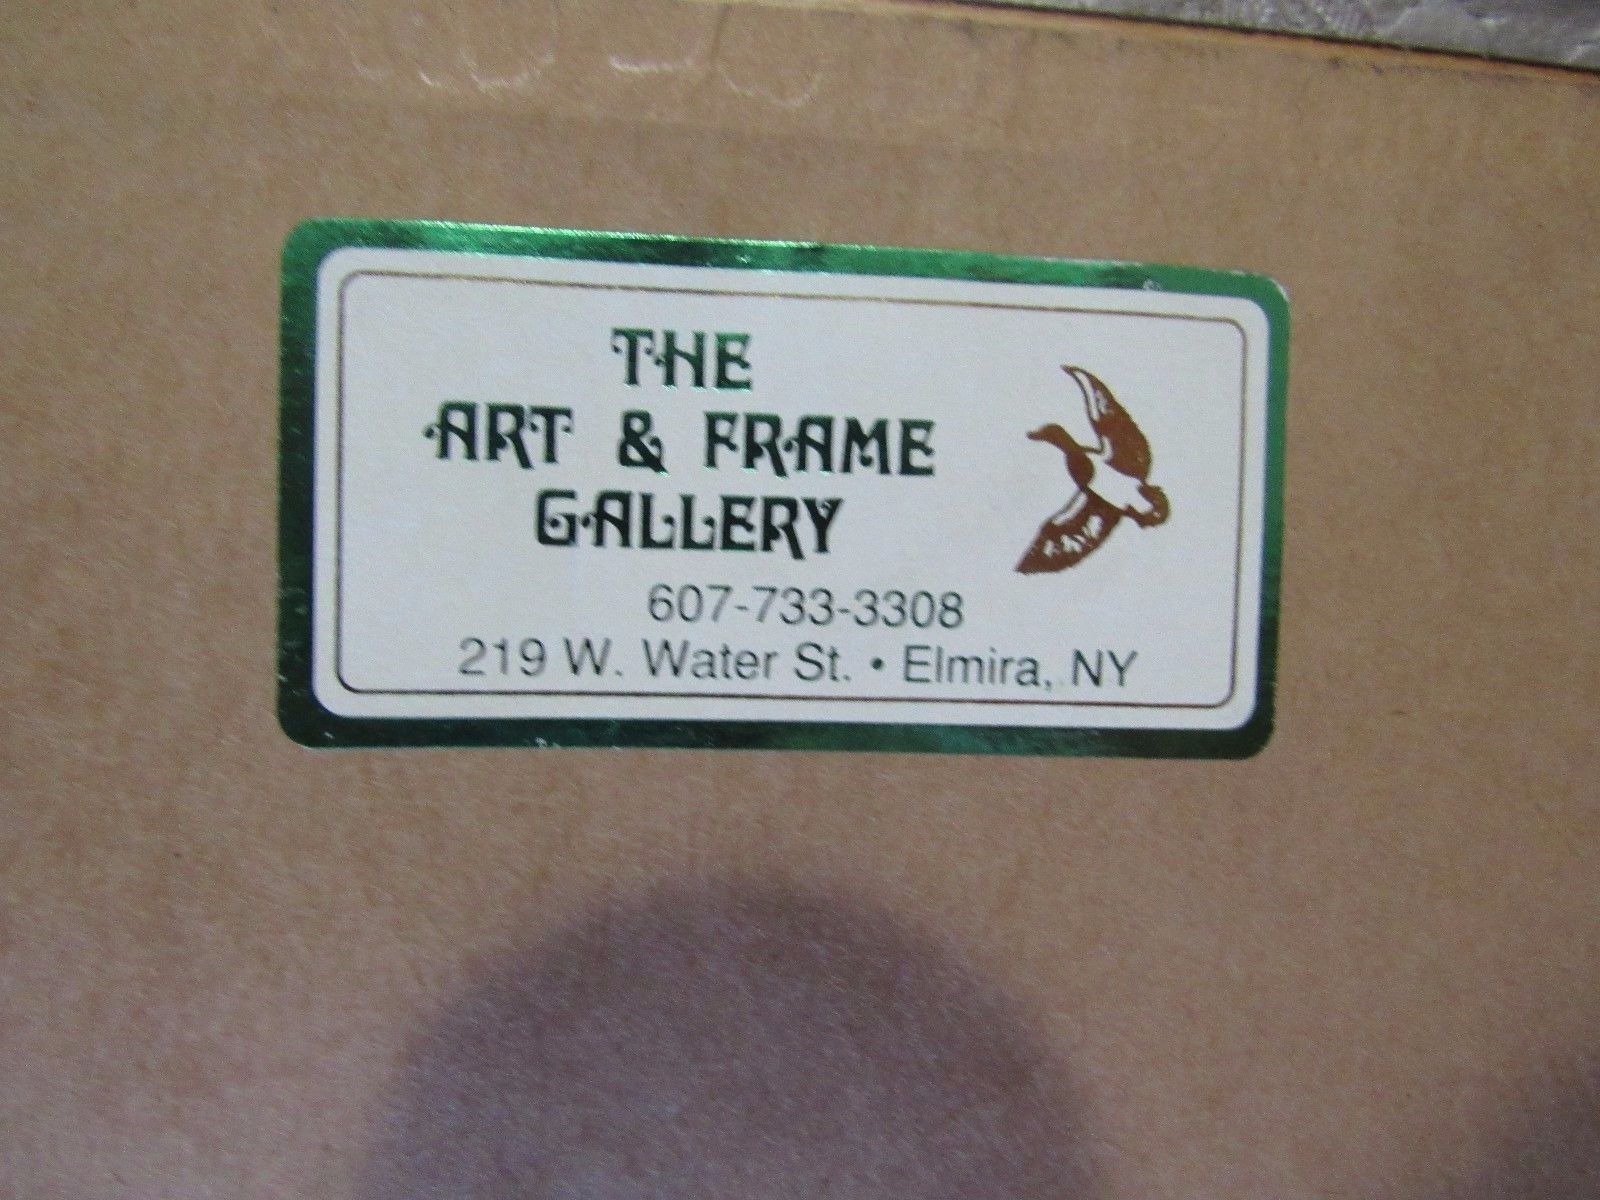 THE
ART & FRAME
GALLERY
607-733-3308
219 W. Water St. • Elmira, NY